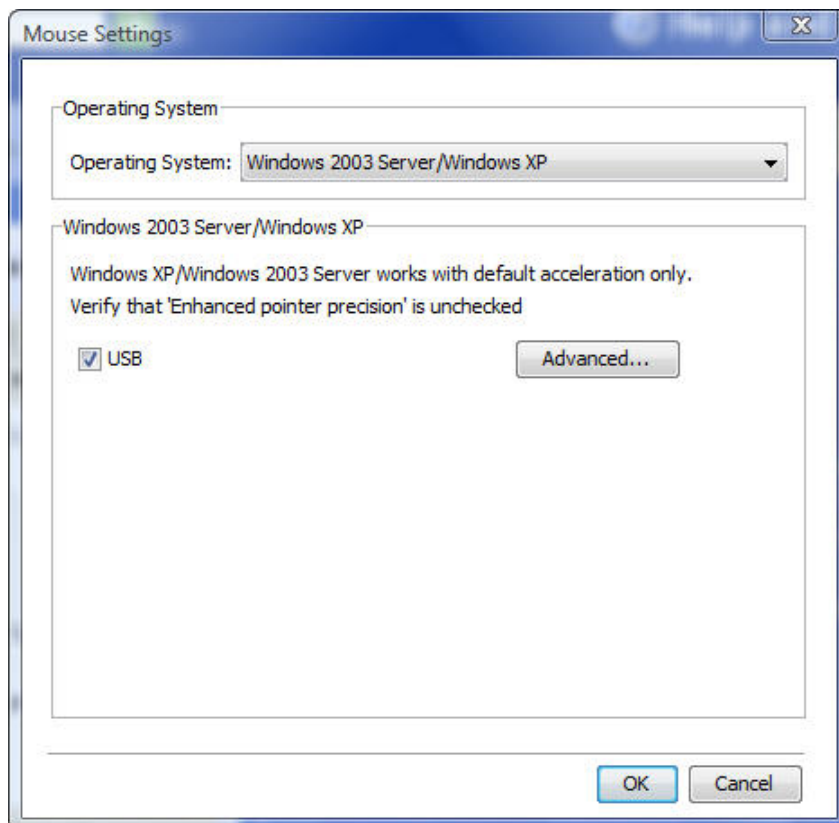 Mouse Settings
Operating System
Operating System: Windows 2003 Server/Windows XP
Windows 2003 Server/Windows XP
Windows XP/Windows 2003 Server works with default acceleration only.
Verify that 'Enhanced pointer precision' is unchecked
USB Advanced...
OK Cancel